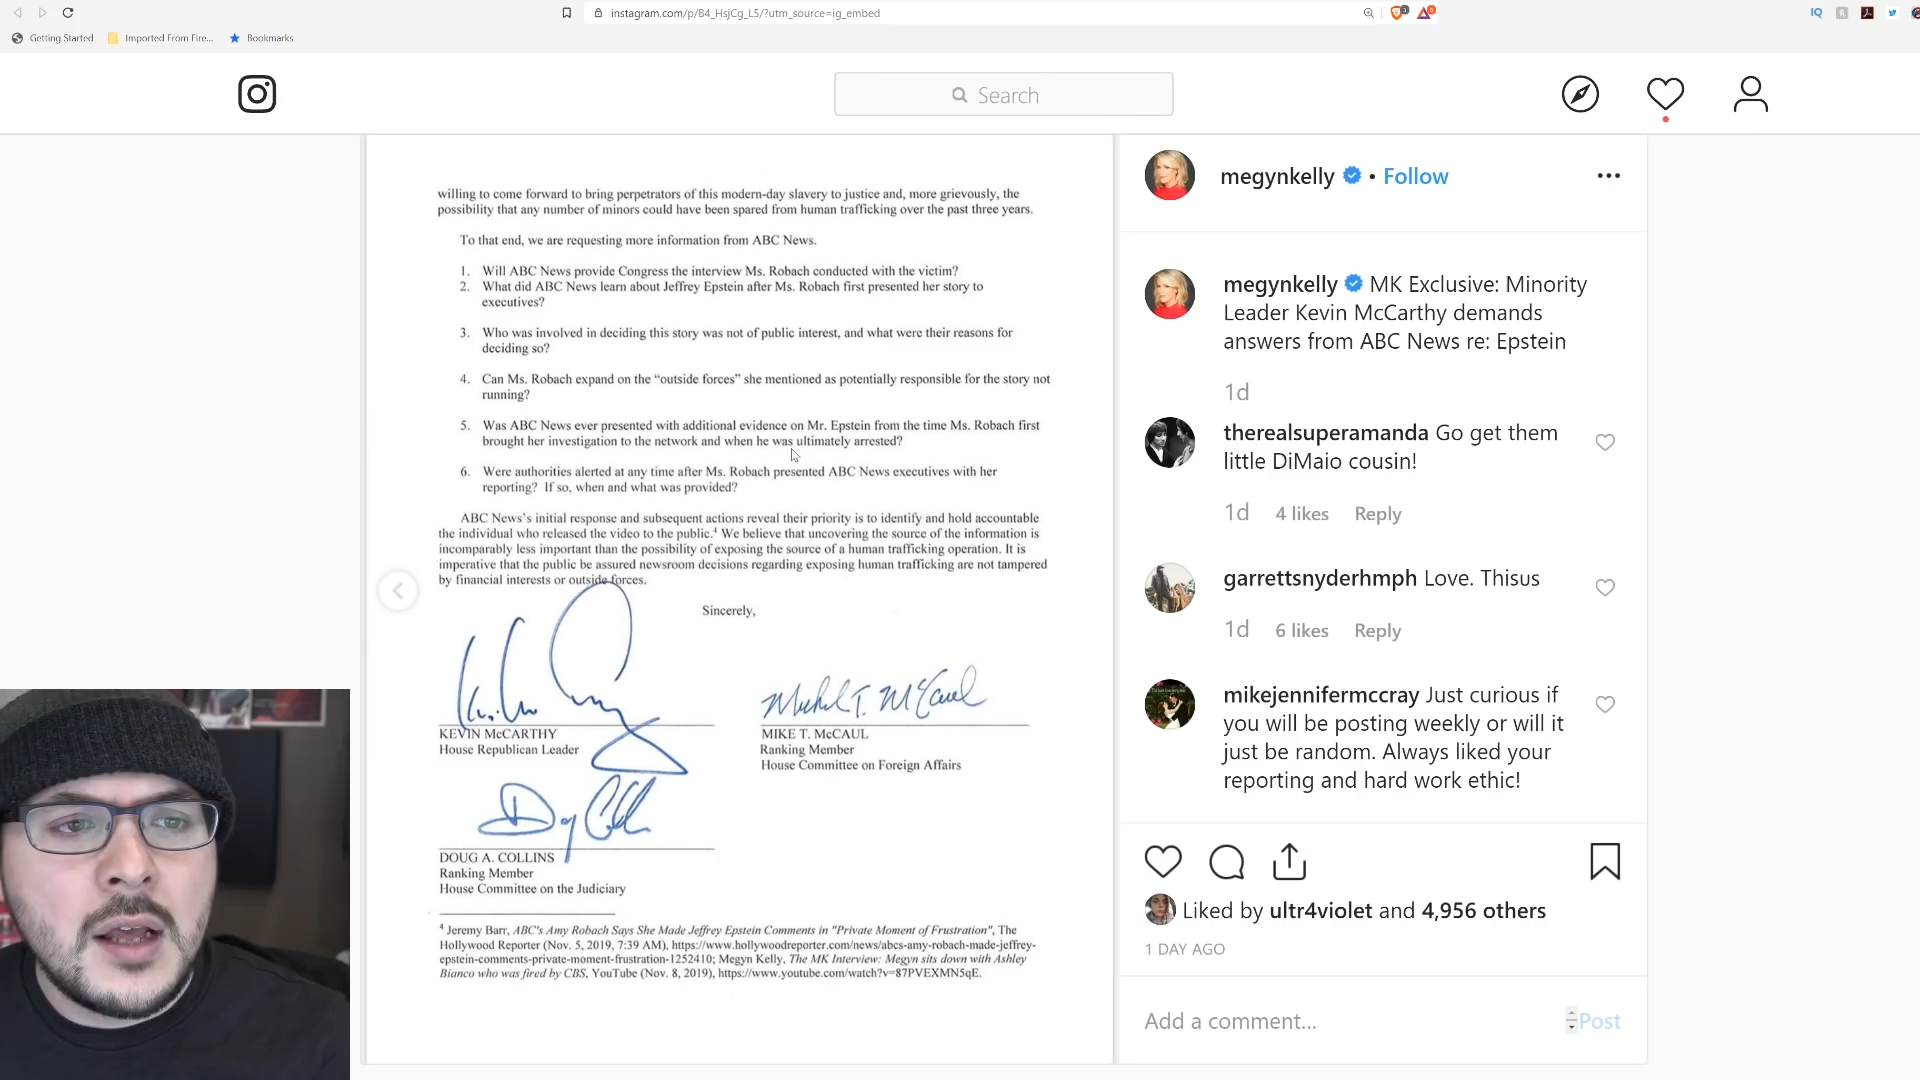 instagram.com/p/B4_HsjCg_L5/?utm_source=ig_embed
IQ
Getting Started
Imported From Fire...
Bookmarks
Search
willing to come forward to bring perpetrators of this modern-day slavery to justice and, more grievously, the
possibility that any number of minors could have been spared from human trafficking over the past three years.
To that end, we are requesting more information from ABC News.
1. Will ABC News provide Congress the interview Ms. Robach conducted with the victim?
2. What did ABC News learn about Jeffrey Epstein after Ms. Robach first presented her story to
executives?
3. Who was involved in deciding this story was not of public interest, and what were their reasons for
deciding so?
4. Can Ms. Robach expand on the “outside forces” she mentioned as potentially responsible for the story not
running?
5. Was ABC News ever presented with additional evidence on Mr. Epstein from the time Ms. Robach first
brought her investigation to the network and when he was ultimately arrested?
6. Were authorities alerted at any time after Ms. Robach presented ABC News executives with her
reporting? If so, when and what was provided?
ABC News's initial response and subsequent actions reveal their priority is to identify and hold accountable
the individual who released the video to the public.4 We believe that uncovering the source of the information is
incomparably less important than the possibility of exposing the source of a human trafficking operation. It is
imperative that the public be assured newsroom decisions regarding exposing human trafficking are not tampered
by financial interests or outside forces.
Sincerely,
Michael T. McCaul
KEVIN McCARTHY
House Republican Leader
MIKE T. McCAUL
Ranking Member
House Committee on Foreign Affairs
Doug Collins
DOUG A. COLLINS
Ranking Member
House Committee on the Judiciary
4 Jeremy Barr, ABC's Amy Robach Says She Made Jeffrey Epstein Comments in "Private Moment of Frustration", The
Hollywood Reporter (Nov. 5, 2019, 7:39 AM), https://www.hollywoodreporter.com/news/abcs-amy-robach-made-jeffrey-
epstein-comments-private-moment-frustration-1252410; Megyn Kelly, The MK Interview: Megyn sits down with Ashley
Bianco who was fired by CBS, YouTube (Nov. 8, 2019), https://www.youtube.com/watch?v=87PVEXMN5qE.
megynkelly • Follow
megynkelly MK Exclusive: Minority
Leader Kevin McCarthy demands
answers from ABC News re: Epstein
1d
therealsuperamanda Go get them
little DiMaio cousin!
1d 4 likes Reply
garrettsnyderhmph Love. Thisus
1d 6 likes Reply
mikejennifermccray Just curious if
you will be posting weekly or will it
just be random. Always liked your
reporting and hard work ethic!
Liked by ultr4violet and 4,956 others
1 DAY AGO
Add a comment...
Post